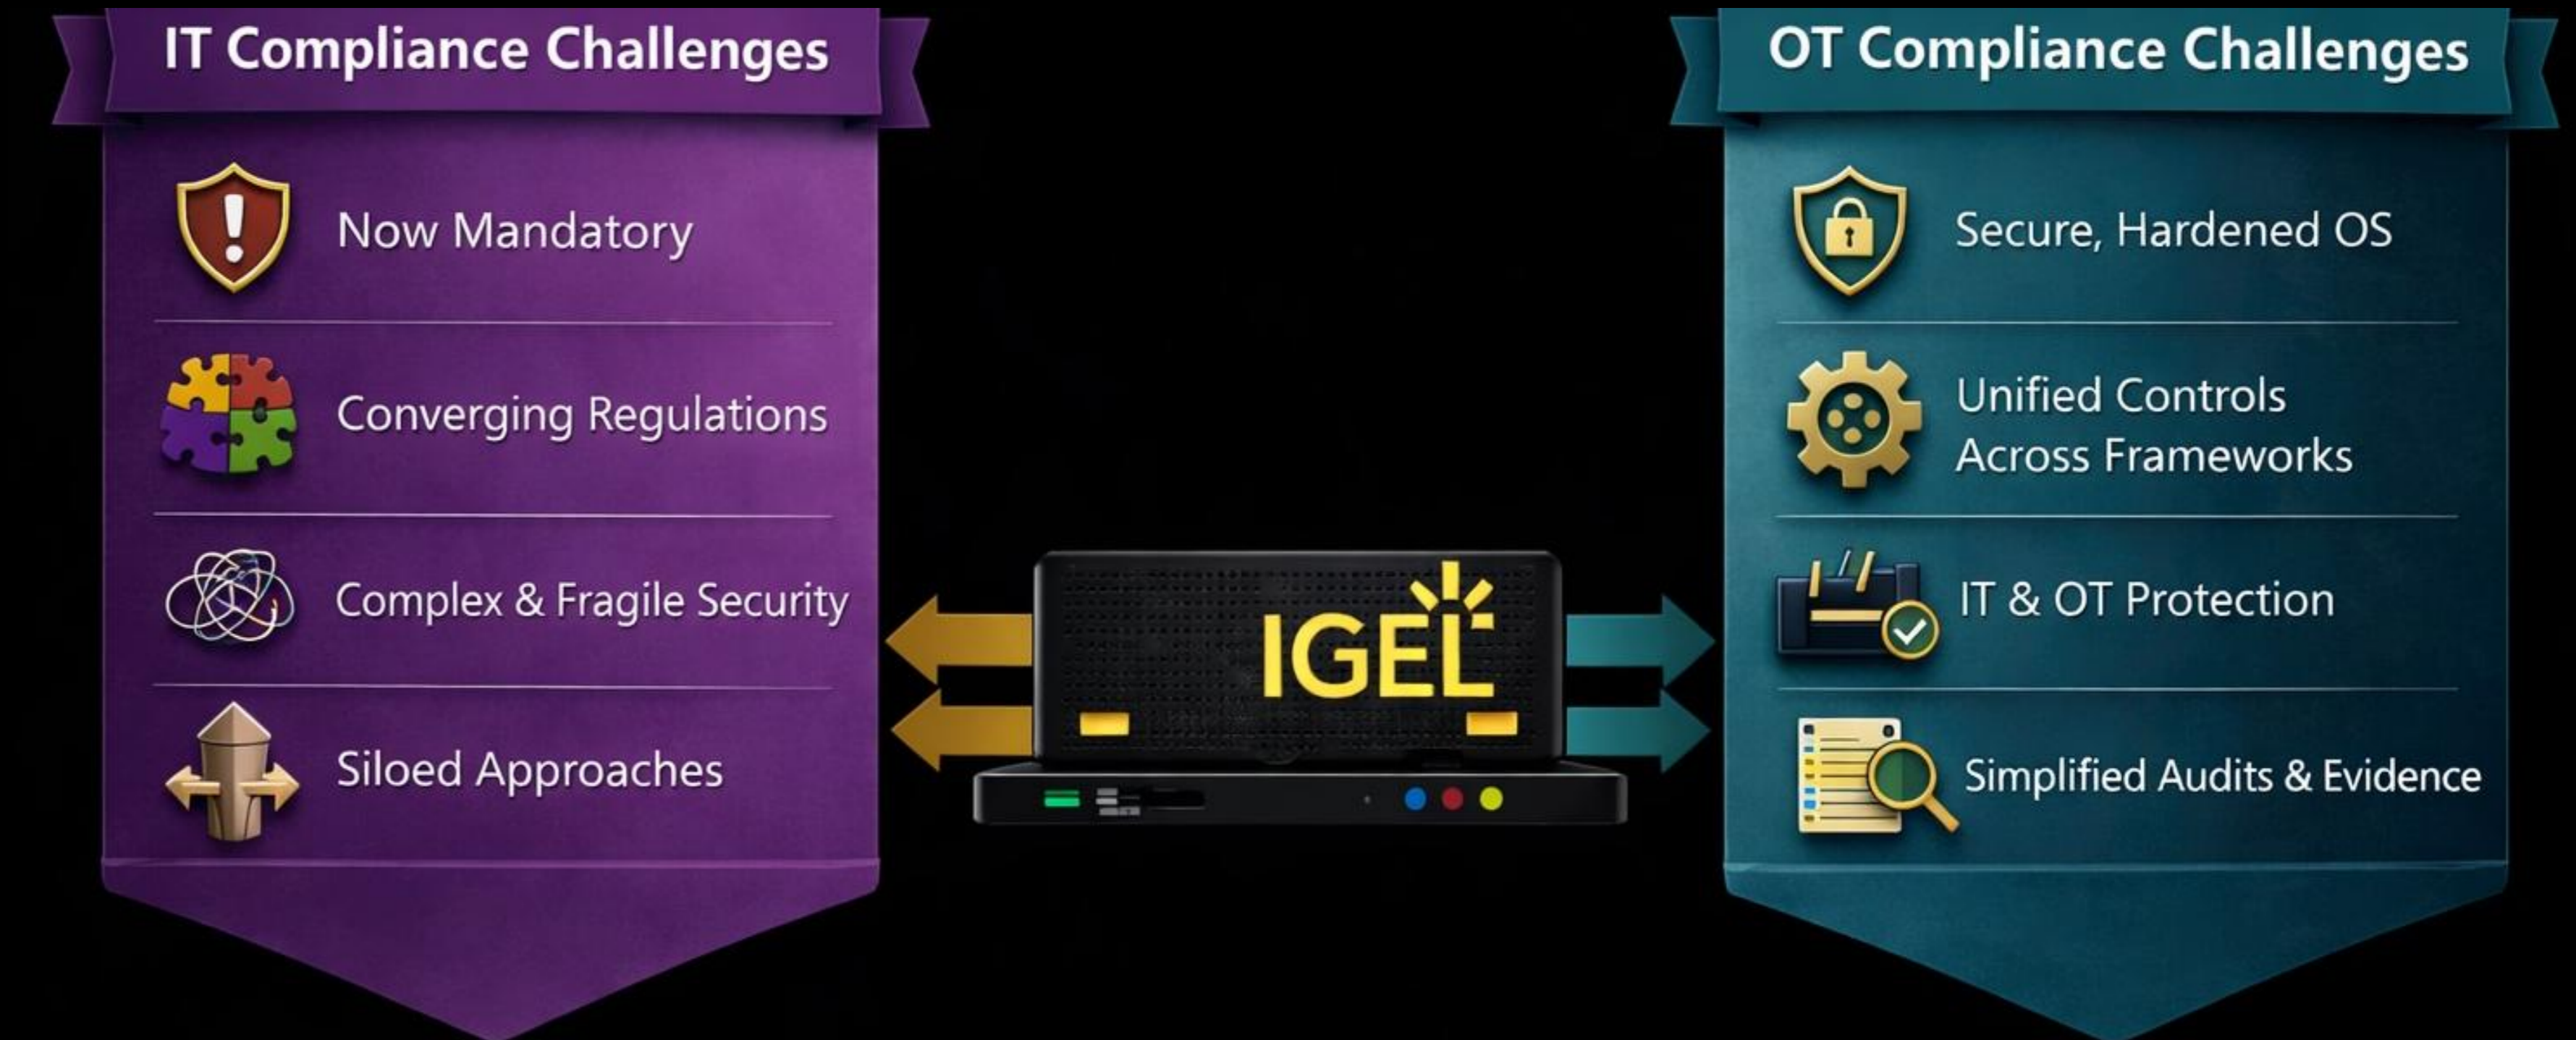 IT Compliance Challenges
Now Mandatory
Converging Regulations
Complex & Fragile Security
Siloed Approaches
IGEL
OT Compliance Challenges
Secure, Hardened OS
Unified Controls
Across Frameworks
IT & OT Protection
Simplified Audits & Evidence